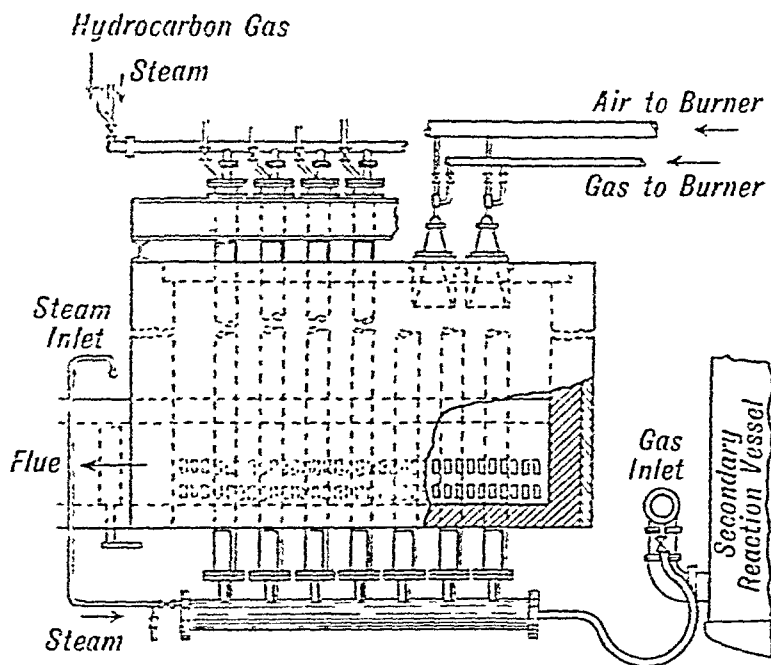 Hydrocarbon Gas
Steam
Air to Burner
Gas to Burner
Steam
Inlet
Flue
Gas
Inlet
Secondary
Reaction Vessel
Steam